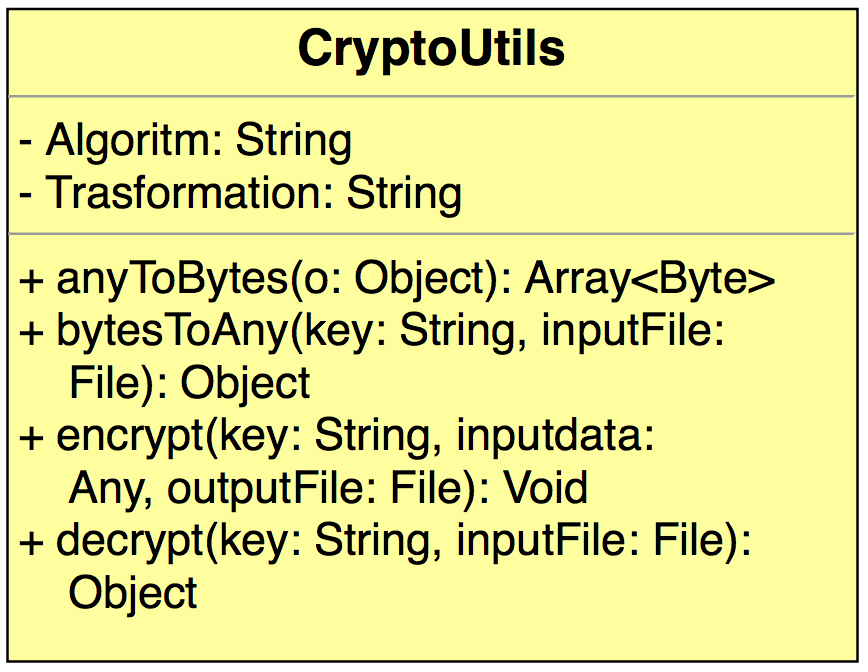 CryptoUtils
- Algoritm: String
- Trasformation: String
+ anyToBytes(o: Object): Array<Byte>
+ bytesToAny(key: String, inputFile:
File): Object
+ encrypt(key: String, inputdata:
Any, outputFile: File): Void
+ decrypt(key: String, inputFile: File):
Object